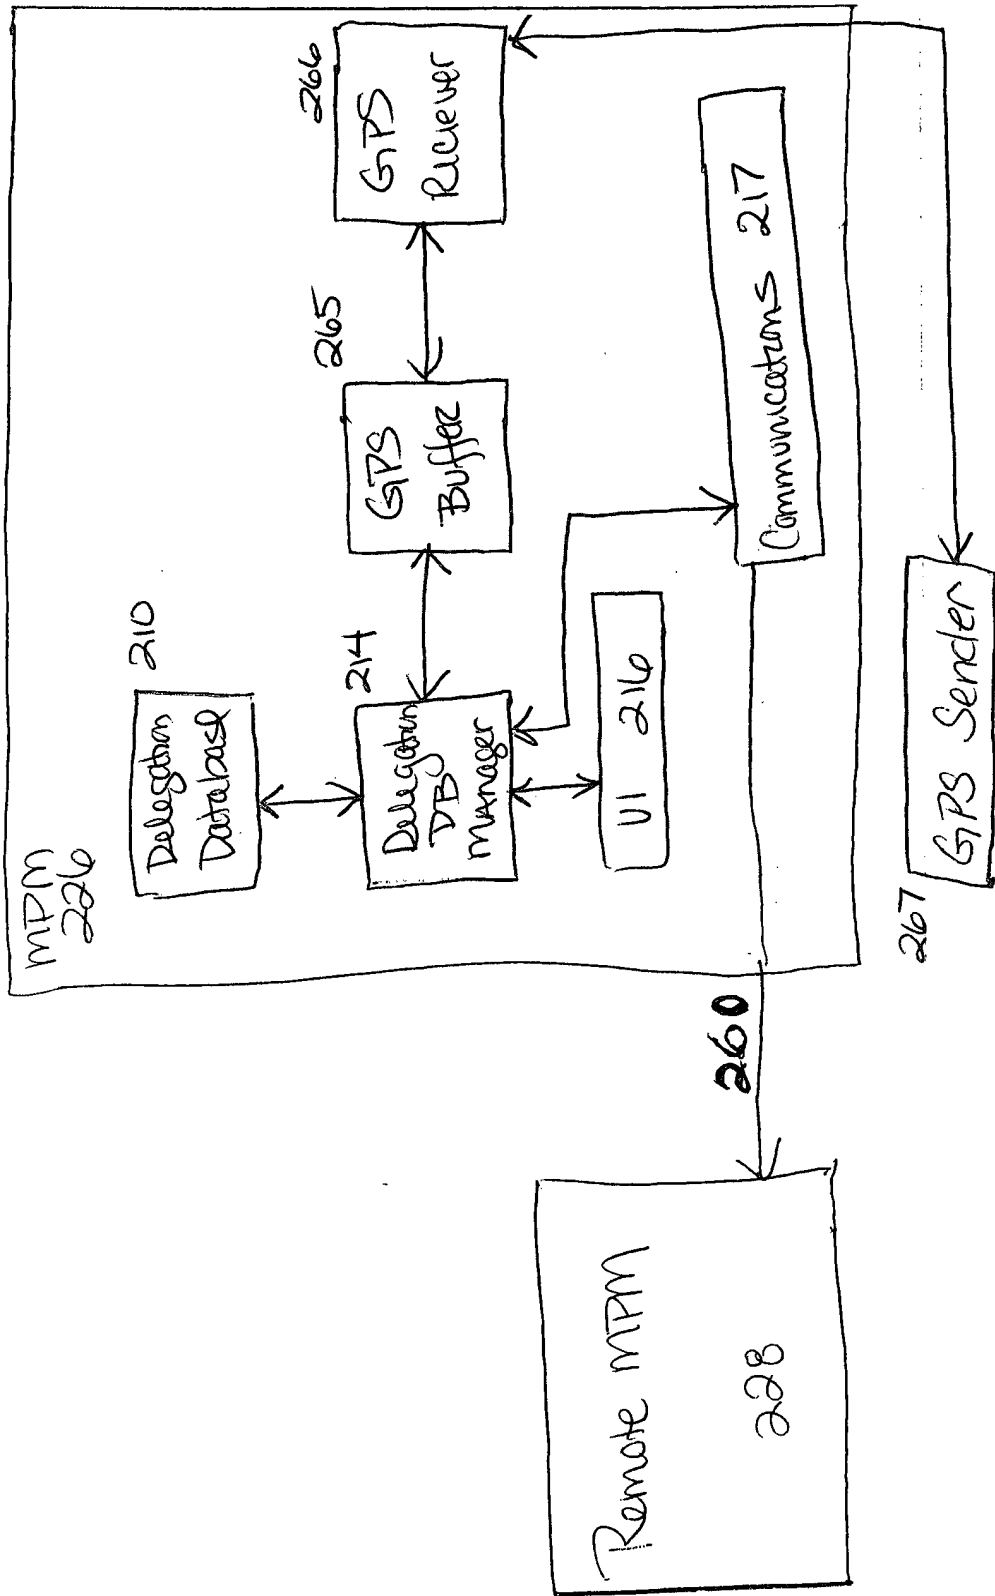 MPM
226
Delegation
Database
210
Delegation
DB
Manager
214
GPS
Buffer
265
GPS
Reciever
266
UI 216
Communications 217
Remote MPM
228
260
267
GPS Sender